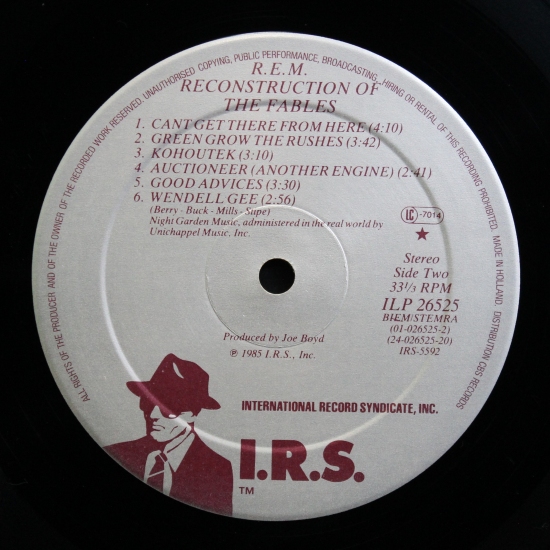 ALL RIGHTS OF THE PRODUCER AND OF THE OWNER OF THE RECORDED WORK RESERVED. UNAUTHORISED COPYING, PUBLIC PERFORMANCE, BROADCASTING, HIRING OR RENTAL OF THIS RECORDING PROHIBITED. MADE IN HOLLAND. DISTRIBUTION CBS RECORDS
R.E.M.
RECONSTRUCTION OF
THE FABLES
1. CANT GET THERE FROM HERE (4:10)
2. GREEN GROW THE RUSHES (3:42)
3. KOHOUTEK (3:10)
4. AUCTIONEER (ANOTHER ENGINE) (2:41)
5. GOOD ADVICES (3:30)
6. WENDELL GEE (2:56)
(Berry - Buck - Mills - Stipe)
Night Garden Music, administered in the real world by
Unichappel Music, Inc.
LC -7014
★
Stereo
Side Two
33⅓ RPM
ILP 26525
BIEM/STEMRA
(01-026525-2)
(24-026525-20)
IRS-5592
Produced by Joe Boyd
℗ 1985 I.R.S., Inc.
INTERNATIONAL RECORD SYNDICATE, INC.
I.R.S.
TM